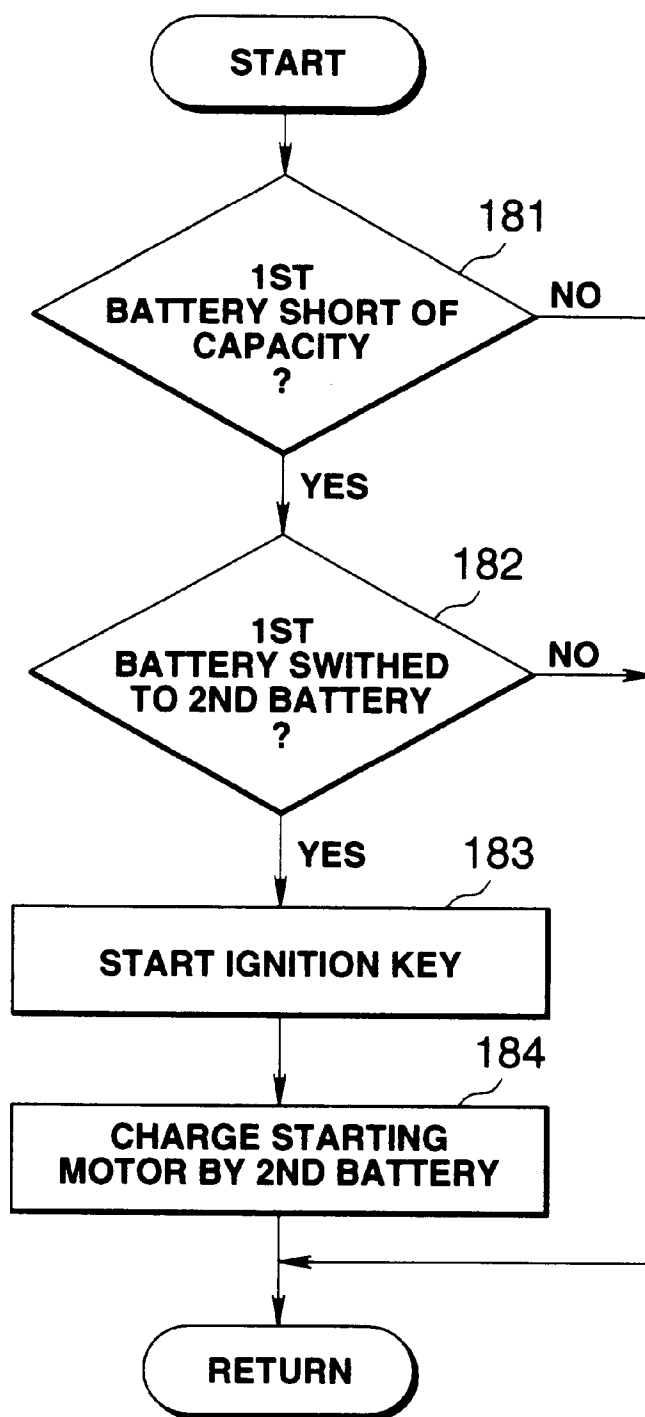 START
181
1ST
BATTERY SHORT OF
CAPACITY
?
NO
YES
182
1ST
BATTERY SWITHED
TO 2ND BATTERY
?
NO
YES
183
START IGNITION KEY
184
CHARGE STARTING
MOTOR BY 2ND BATTERY
RETURN